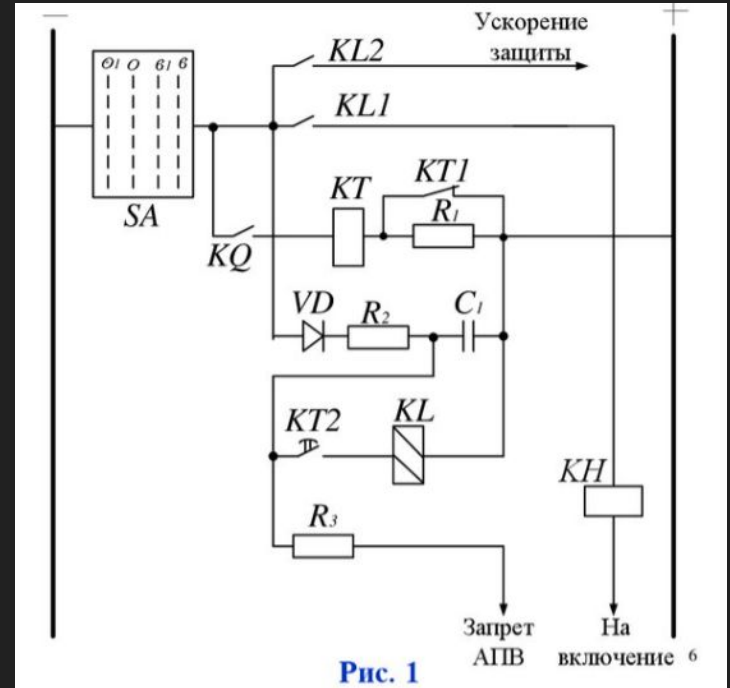 — +
Ускорение
защиты
KL2
О1 О В1 В
KL1
SA
KT1
KT
R1
KQ
VD
R2
C1
KT2
KL
KH
R3
Запрет
АПВ
На
включение 6
Рис. 1